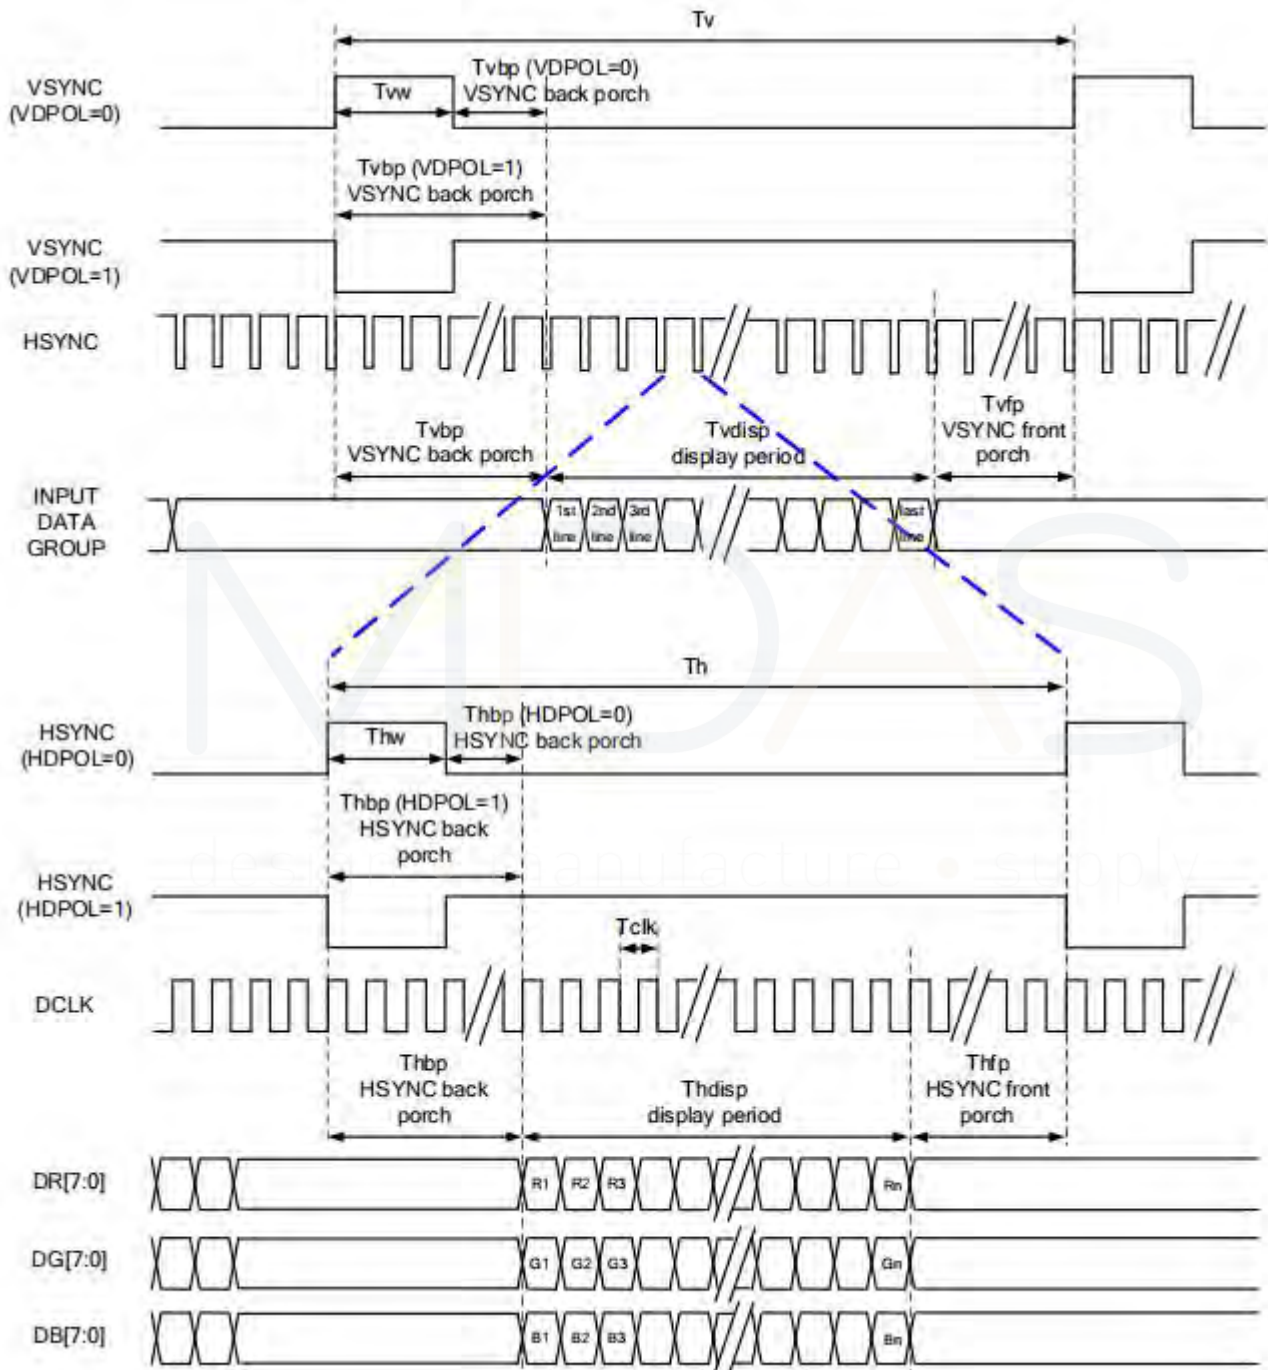 Tv
VSYNC
(VDPOL=0)
Tvw
Tvbp (VDPOL=0)
VSYNC back porch
Tvbp (VDPOL=1)
VSYNC back porch
VSYNC
(VDPOL=1)
HSYNC
Tvbp
VSYNC back porch
Tvdisp
display period
Tvfp
VSYNC front
porch
INPUT
DATA
GROUP
1st
line
2nd
line
3rd
line
last
line
MIDAS
design • manufacture • supply
Th
HSYNC
(HDPOL=0)
Thw
Thbp (HDPOL=0)
HSYNC back porch
Thbp (HDPOL=1)
HSYNC back
porch
HSYNC
(HDPOL=1)
Tclk
DCLK
Thbp
HSYNC back
porch
Thdisp
display period
Thfp
HSYNC front
porch
DR[7:0]
R1
R2
R3
Rn
DG[7:0]
G1
G2
G3
Gn
DB[7:0]
B1
B2
B3
Bn